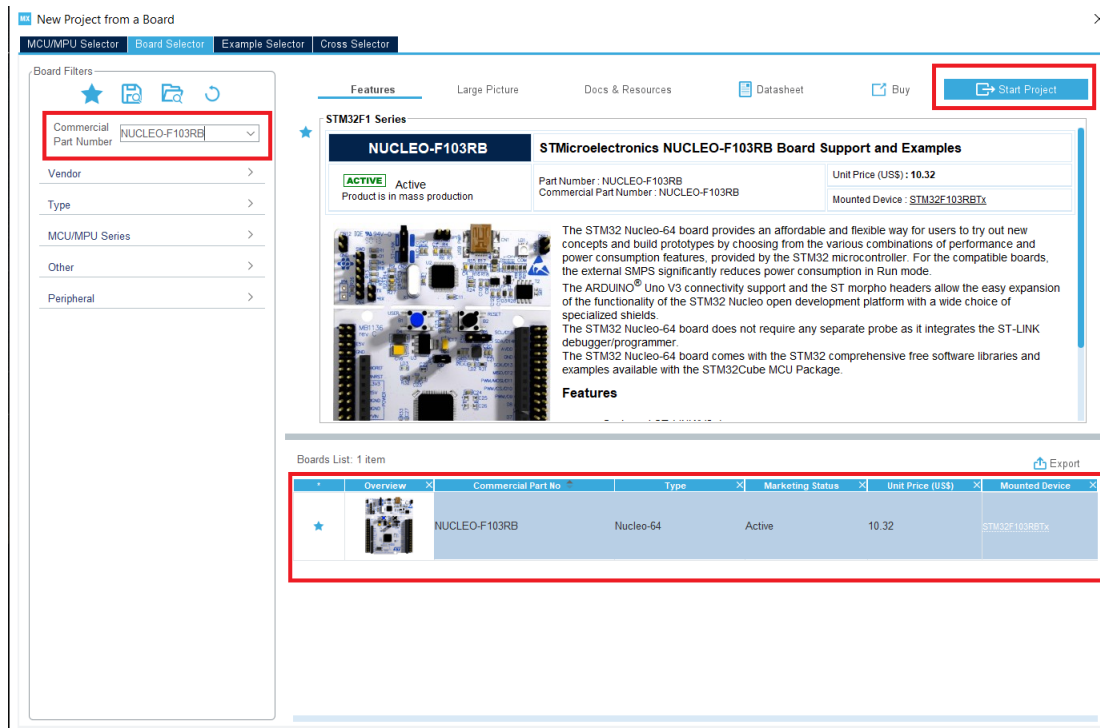 MX New Project from a Board
MCU/MPU Selector Board Selector Example Selector Cross Selector
Board Filters
Commercial Part Number NUCLEO-F103RB
Vendor
Type
MCU/MPU Series
Other
Peripheral
Features Large Picture Docs & Resources Datasheet Buy Start Project
STM32F1 Series
NUCLEO-F103RB
STMicroelectronics NUCLEO-F103RB Board Support and Examples
ACTIVE Active
Product is in mass production
Part Number : NUCLEO-F103RB
Commercial Part Number : NUCLEO-F103RB
Unit Price (US$) : 10.32
Mounted Device : STM32F103RBTx
The STM32 Nucleo-64 board provides an affordable and flexible way for users to try out new
concepts and build prototypes by choosing from the various combinations of performance and
power consumption features, provided by the STM32 microcontroller. For the compatible boards,
the external SMPS significantly reduces power consumption in Run mode.
The ARDUINO® Uno V3 connectivity support and the ST morpho headers allow the easy expansion
of the functionality of the STM32 Nucleo open development platform with a wide choice of
specialized shields.
The STM32 Nucleo-64 board does not require any separate probe as it integrates the ST-LINK
debugger/programmer.
The STM32 Nucleo-64 board comes with the STM32 comprehensive free software libraries and
examples available with the STM32Cube MCU Package.
Features
USER
RESET
MB1136
Boards List: 1 item
Export
* Overview Commercial Part No Type Marketing Status Unit Price (US$) Mounted Device
NUCLEO-F103RB Nucleo-64 Active 10.32 STM32F103RBTx